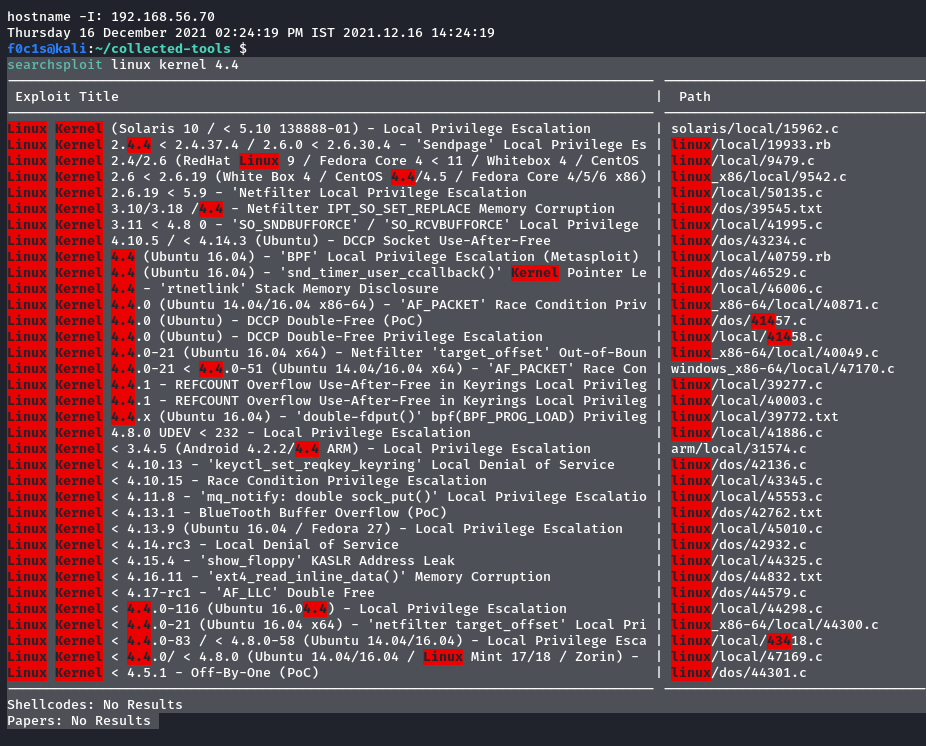 hostname -I: 192.168.56.70
Thursday 16 December 2021 02:24:19 PM IST 2021.12.16 14:24:19
f0c1s@kali:~/collected-tools $
searchsploit linux kernel 4.4
Exploit Title | Path
Linux Kernel (Solaris 10 / < 5.10 138888-01) - Local Privilege Escalation | solaris/local/15962.c
Linux Kernel 2.4.4 < 2.4.37.4 / 2.6.0 < 2.6.30.4 - 'Sendpage' Local Privilege Es | linux/local/19933.rb
Linux Kernel 2.4/2.6 (RedHat Linux 9 / Fedora Core 4 < 11 / Whitebox 4 / CentOS | linux/local/9479.c
Linux Kernel 2.6 < 2.6.19 (White Box 4 / CentOS 4.4/4.5 / Fedora Core 4/5/6 x86) | linux_x86/local/9542.c
Linux Kernel 2.6.19 < 5.9 - 'Netfilter Local Privilege Escalation | linux/local/50135.c
Linux Kernel 3.10/3.18 /4.4 - Netfilter IPT_SO_SET_REPLACE Memory Corruption | linux/dos/39545.txt
Linux Kernel 3.11 < 4.8 0 - 'SO_SNDBUFFORCE' / 'SO_RCVBUFFORCE' Local Privilege | linux/local/41995.c
Linux Kernel 4.10.5 / < 4.14.3 (Ubuntu) - DCCP Socket Use-After-Free | linux/dos/43234.c
Linux Kernel 4.4 (Ubuntu 16.04) - 'BPF' Local Privilege Escalation (Metasploit) | linux/local/40759.rb
Linux Kernel 4.4 (Ubuntu 16.04) - 'snd_timer_user_ccallback()' Kernel Pointer Le | linux/dos/46529.c
Linux Kernel 4.4 - 'rtnetlink' Stack Memory Disclosure | linux/local/46006.c
Linux Kernel 4.4.0 (Ubuntu 14.04/16.04 x86-64) - 'AF_PACKET' Race Condition Priv | linux_x86-64/local/40871.c
Linux Kernel 4.4.0 (Ubuntu) - DCCP Double-Free (PoC) | linux/dos/41457.c
Linux Kernel 4.4.0 (Ubuntu) - DCCP Double-Free Privilege Escalation | linux/local/41458.c
Linux Kernel 4.4.0-21 (Ubuntu 16.04 x64) - Netfilter 'target_offset' Out-of-Boun | linux_x86-64/local/40049.c
Linux Kernel 4.4.0-21 < 4.4.0-51 (Ubuntu 14.04/16.04 x64) - 'AF_PACKET' Race Con | windows_x86-64/local/47170.c
Linux Kernel 4.4.1 - REFCOUNT Overflow Use-After-Free in Keyrings Local Privileg | linux/local/39277.c
Linux Kernel 4.4.1 - REFCOUNT Overflow Use-After-Free in Keyrings Local Privileg | linux/local/40003.c
Linux Kernel 4.4.x (Ubuntu 16.04) - 'double-fdput()' bpf(BPF_PROG_LOAD) Privileg | linux/local/39772.txt
Linux Kernel 4.8.0 UDEV < 232 - Local Privilege Escalation | linux/local/41886.c
Linux Kernel < 3.4.5 (Android 4.2.2/4.4 ARM) - Local Privilege Escalation | arm/local/31574.c
Linux Kernel < 4.10.13 - 'keyctl_set_reqkey_keyring' Local Denial of Service | linux/dos/42136.c
Linux Kernel < 4.10.15 - Race Condition Privilege Escalation | linux/local/43345.c
Linux Kernel < 4.11.8 - 'mq_notify: double sock_put()' Local Privilege Escalatio | linux/local/45553.c
Linux Kernel < 4.13.1 - BlueTooth Buffer Overflow (PoC) | linux/dos/42762.txt
Linux Kernel < 4.13.9 (Ubuntu 16.04 / Fedora 27) - Local Privilege Escalation | linux/local/45010.c
Linux Kernel < 4.14.rc3 - Local Denial of Service | linux/dos/42932.c
Linux Kernel < 4.15.4 - 'show_floppy' KASLR Address Leak | linux/local/44325.c
Linux Kernel < 4.16.11 - 'ext4_read_inline_data()' Memory Corruption | linux/dos/44832.txt
Linux Kernel < 4.17-rc1 - 'AF_LLC' Double Free | linux/dos/44579.c
Linux Kernel < 4.4.0-116 (Ubuntu 16.04.4) - Local Privilege Escalation | linux/local/44298.c
Linux Kernel < 4.4.0-21 (Ubuntu 16.04 x64) - 'netfilter target_offset' Local Pri | linux_x86-64/local/44300.c
Linux Kernel < 4.4.0-83 / < 4.8.0-58 (Ubuntu 14.04/16.04) - Local Privilege Esca | linux/local/43418.c
Linux Kernel < 4.4.0/ < 4.8.0 (Ubuntu 14.04/16.04 / Linux Mint 17/18 / Zorin) - | linux/local/47169.c
Linux Kernel < 4.5.1 - Off-By-One (PoC) | linux/dos/44301.c
Shellcodes: No Results
Papers: No Results